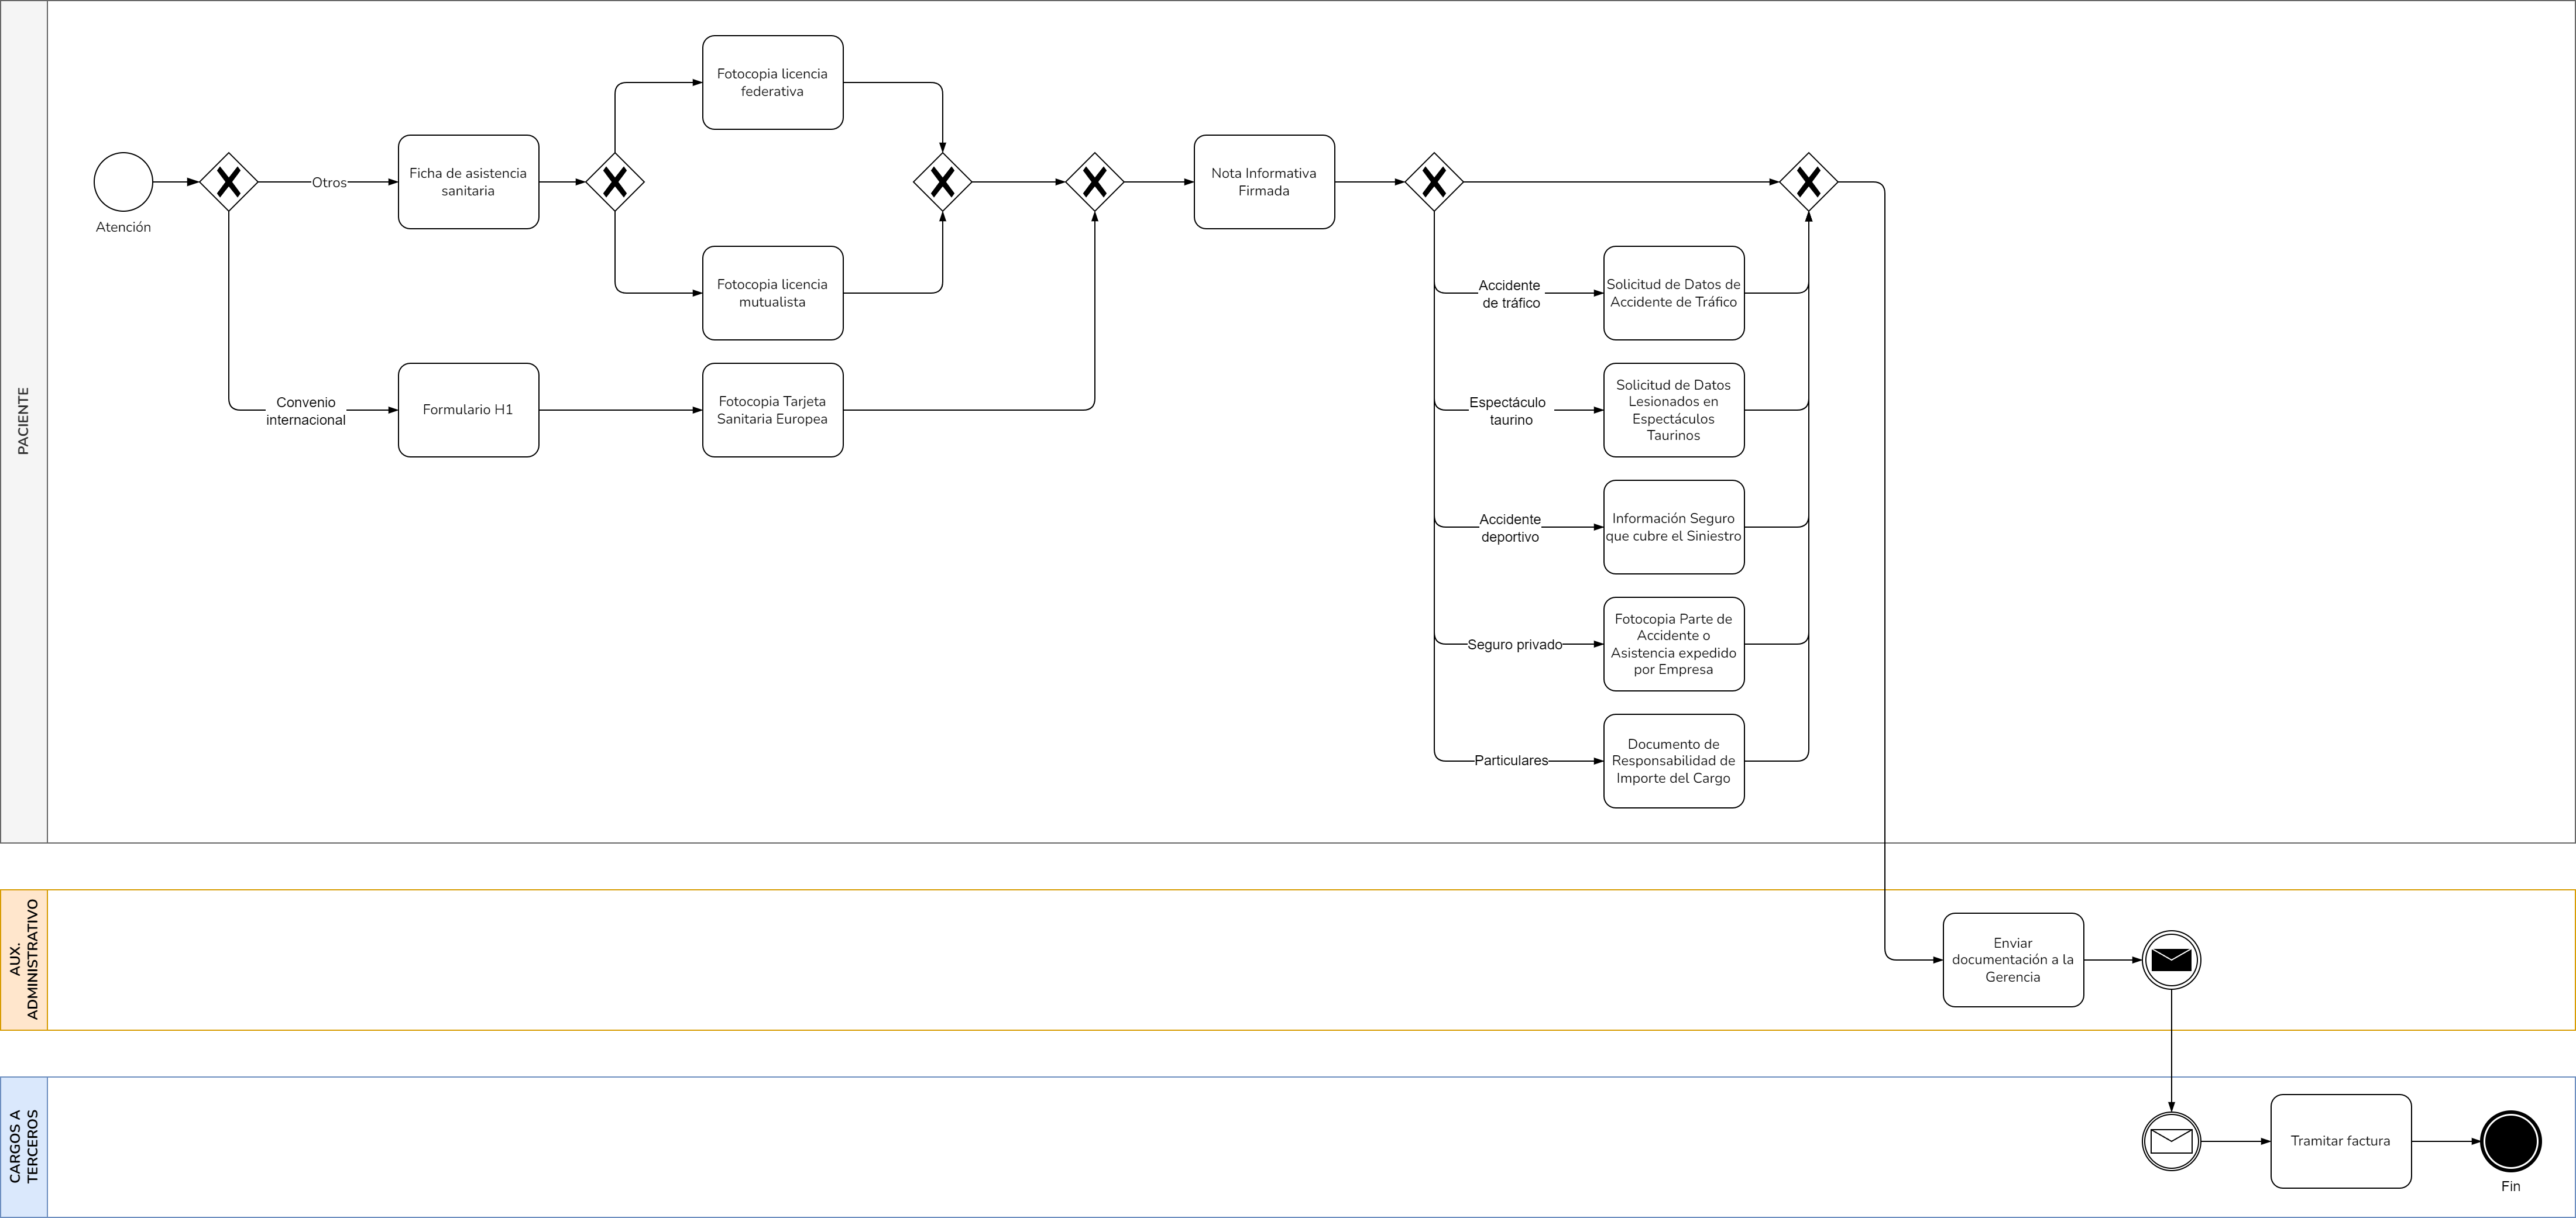 PACIENTE
Atención
Otros
Convenio
internacional
Ficha de asistencia
sanitaria
Formulario H1
Fotocopia licencia
federativa
Fotocopia licencia
mutualista
Fotocopia Tarjeta
Sanitaria Europea
Nota Informativa
Firmada
Accidente
de tráfico
Solicitud de Datos de
Accidente de Tráfico
Espectáculo
taurino
Solicitud de Datos
Lesionados en
Espectáculos
Taurinos
Accidente
deportivo
Información Seguro
que cubre el Siniestro
Seguro privado
Fotocopia Parte de
Accidente o
Asistencia expedido
por Empresa
Particulares
Documento de
Responsabilidad de
Importe del Cargo
AUX.
ADMINISTRATIVO
Enviar
documentación a la
Gerencia
CARGOS A
TERCEROS
Tramitar factura
Fin